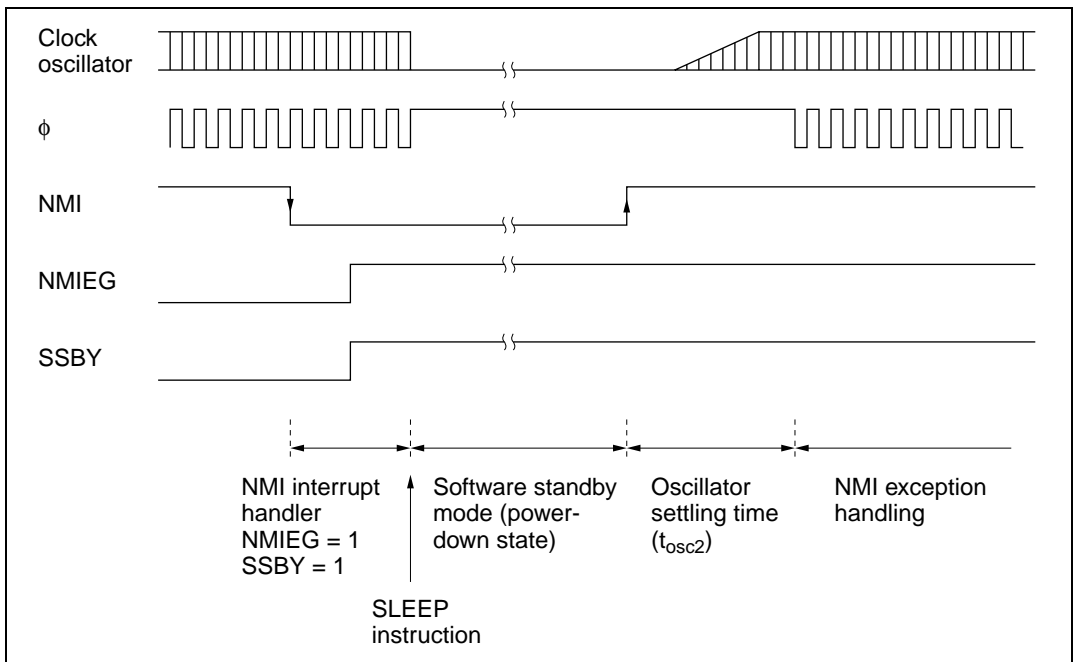 Clock
oscillator
φ
NMI
NMIEG
SSBY
NMI interrupt
handler
NMIEG = 1
SSBY = 1
Software standby
mode (power-
down state)
Oscillator
settling time
(tosc2)
NMI exception
handling
SLEEP
instruction